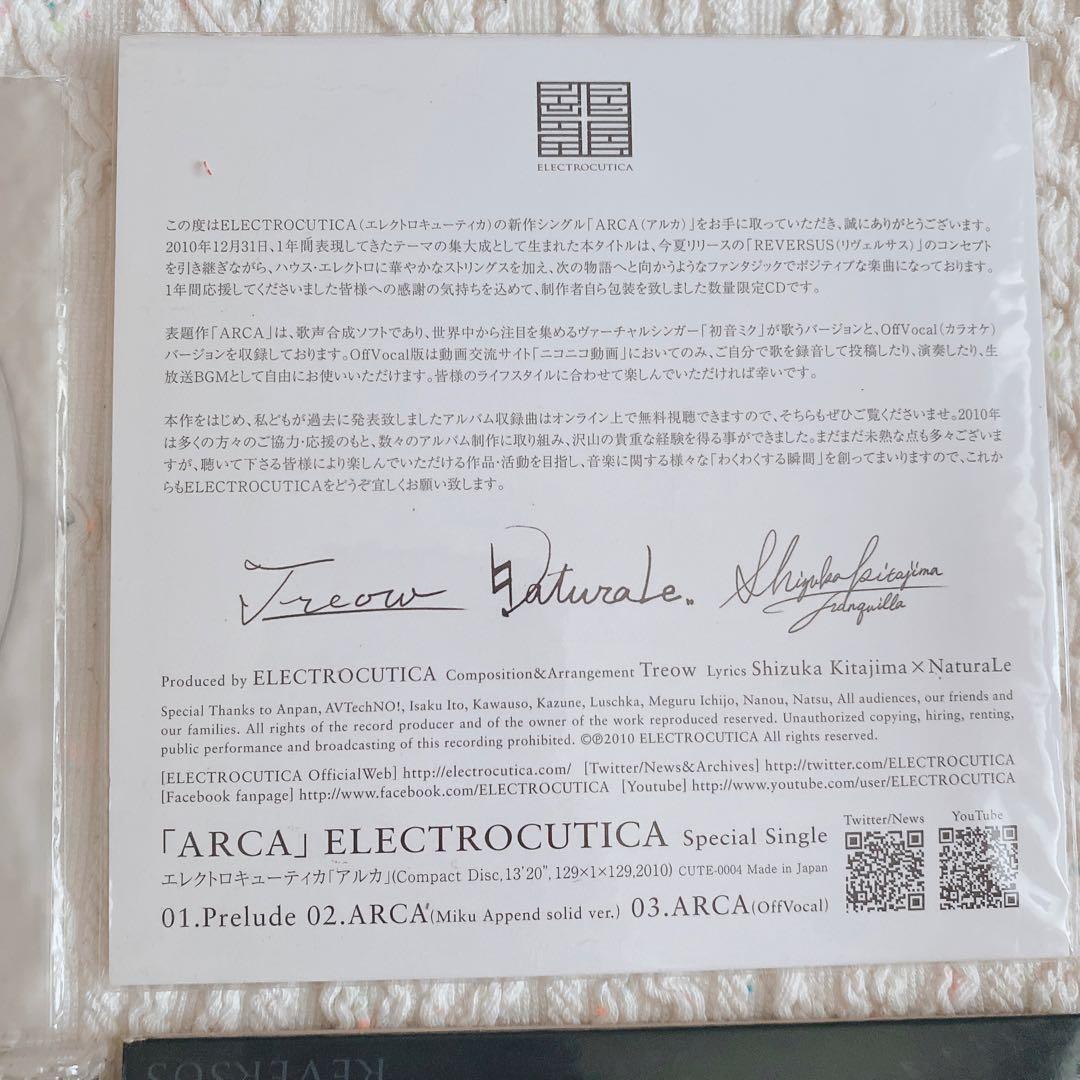 ELECTROCUTICA
この度はELECTROCUTICA(エレクトロキューティカ)の新作シングル「ARCA(アルカ)」をお手に取っていただき、誠にありがとうございます。
2010年12月31日、1年間表現してきたテーマの集大成として生まれた本タイトルは、今夏リリースの「REVERSUS(リヴェルサス)」のコンセプト
を引き継ぎながら、ハウス・エレクトロに華やかなストリングスを加え、次の物語へと向かうようなファンタジックでポジティブな楽曲になっております。
1年間応援してくださいました皆様への感謝の気持ちを込めて、制作者自ら包装を致しました数量限定CDです。
表題作「ARCA」は、歌声合成ソフトであり、世界中から注目を集めるヴァーチャルシンガー「初音ミク」が歌うバージョンと、OffVocal(カラオケ)
バージョンを収録しております。OffVocal版は動画交流サイト「ニコニコ動画」においてのみ、ご自分で歌を録音して投稿したり、演奏したり、生
放送BGMとして自由にお使いいただけます。皆様のライフスタイルに合わせて楽しんでいただければ幸いです。
本作をはじめ、私どもが過去に発表致しましたアルバム収録曲はオンライン上で無料視聴できますので、そちらもぜひご覧くださいませ。2010年
は多くの方々のご協力・応援のもと、数々のアルバム制作に取り組み、沢山の貴重な経験を得る事ができました。まだまだ未熟な点も多々ございま
すが、聴いて下さる皆様により楽しんでいただける作品・活動を目指し、音楽に関する様々な「わくわくする瞬間」を創ってまいりますので、これか
らもELECTROCUTICAをどうぞ宜しくお願い致します。
Treow NaturaLe Shizuka Kitajima
Tranquilla
Produced by ELECTROCUTICA Composition&Arrangement Treow Lyrics Shizuka Kitajima×NaturaLe
Special Thanks to Anpan, AVTechNO!, Isaku Ito, Kawauso, Kazune, Luschka, Meguru Ichijo, Nanou, Natsu, All audiences, our friends and
our families. All rights of the record producer and of the owner of the work reproduced reserved. Unauthorized copying, hiring, renting,
public performance and broadcasting of this recording prohibited. ©℗2010 ELECTROCUTICA All rights reserved.
[ELECTROCUTICA OfficialWeb] http://electrocutica.com/ [Twitter/News&Archives] http://twitter.com/ELECTROCUTICA
[Facebook fanpage] http://www.facebook.com/ELECTROCUTICA [Youtube] http://www.youtube.com/user/ELECTROCUTICA
「ARCA」 ELECTROCUTICA Special Single
エレクトロキューティカ「アルカ」(Compact Disc, 13'20", 129×1×129, 2010) CUTE-0004 Made in Japan
01.Prelude 02.ARCA(Miku Append solid ver.) 03.ARCA(OffVocal)
Twitter/News YouTube
REVERSUS